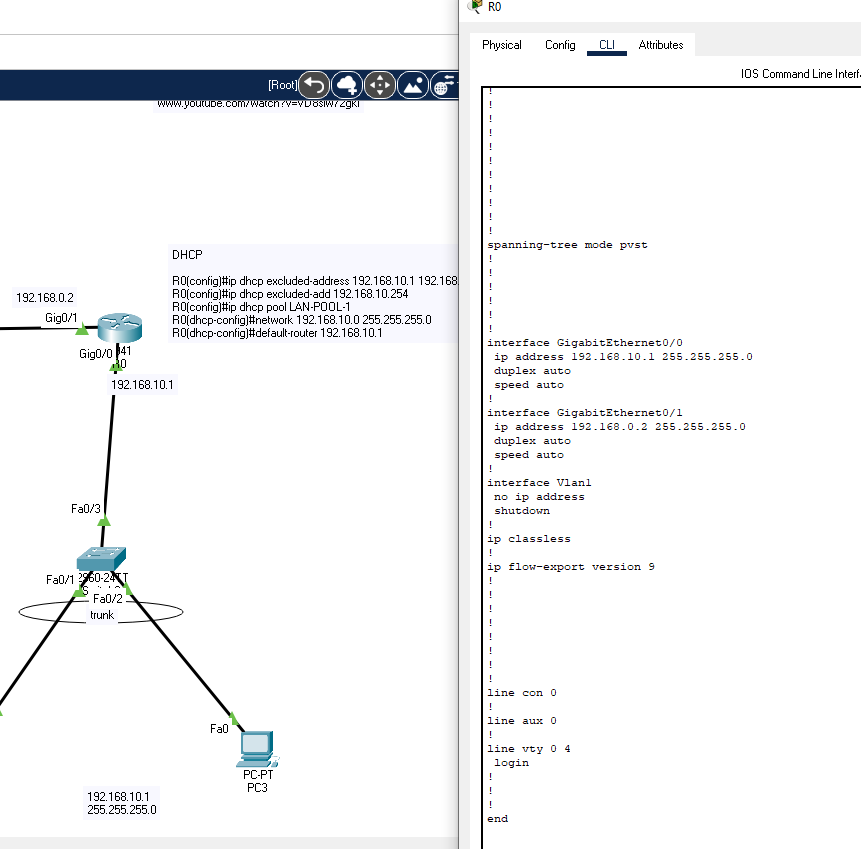 R0
Physical Config CLI Attributes
IOS Command Line Interf
[Root]
www.youtube.com/watch?v=
DHCP
R0(config)#ip dhcp excluded-address 192.168.10.1 192.168
R0(config)#ip dhcp excluded-add 192.168.10.254
R0(config)#ip dhcp pool LAN-POOL-1
R0(dhcp-config)#network 192.168.10.0 255.255.255.0
R0(dhcp-config)#default-router 192.168.10.1
192.168.0.2
Gig0/1
Gig0/0
192.168.10.1
Fa0/3
2960-24TT
Fa0/1
Fa0/2
trunk
Fa0
PC-PT
PC3
192.168.10.1
255.255.255.0
!
!
!
!
!
!
!
!
!
!
!
spanning-tree mode pvst
!
!
!
!
!
!
interface GigabitEthernet0/0
ip address 192.168.10.1 255.255.255.0
duplex auto
speed auto
!
interface GigabitEthernet0/1
ip address 192.168.0.2 255.255.255.0
duplex auto
speed auto
!
interface Vlan1
no ip address
shutdown
!
ip classless
!
ip flow-export version 9
!
!
!
!
!
!
!
!
line con 0
!
line aux 0
!
line vty 0 4
login
!
!
!
end